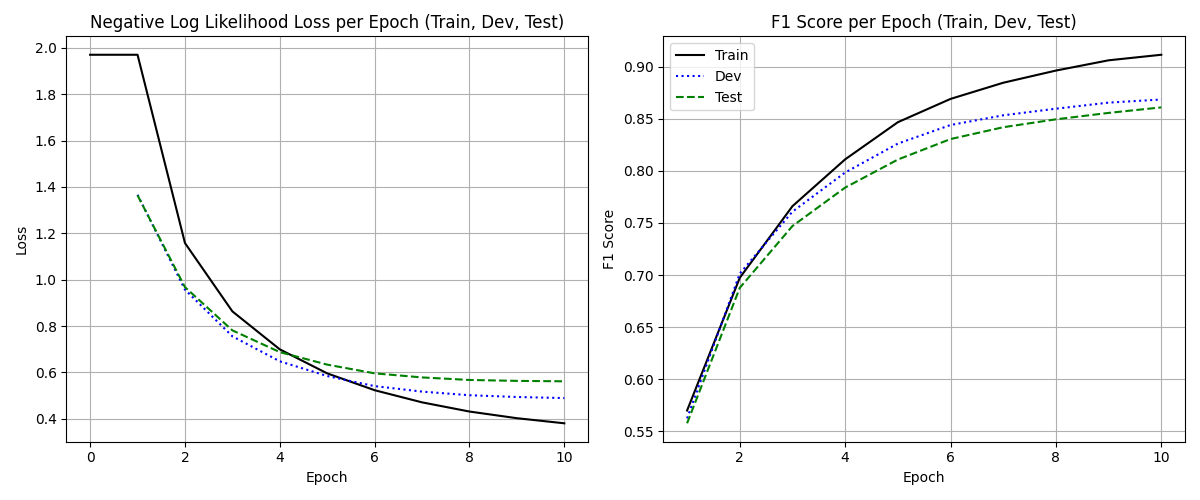 Negative Log Likelihood Loss per Epoch (Train, Dev, Test)
2.0
1.8
1.6
1.4
1.2
1.0
0.8
0.6
0.4
Loss
0 2 4 6 8 10
Epoch
F1 Score per Epoch (Train, Dev, Test)
Train
Dev
Test
0.90
0.85
0.80
0.75
0.70
0.65
0.60
0.55
F1 Score
2 4 6 8 10
Epoch